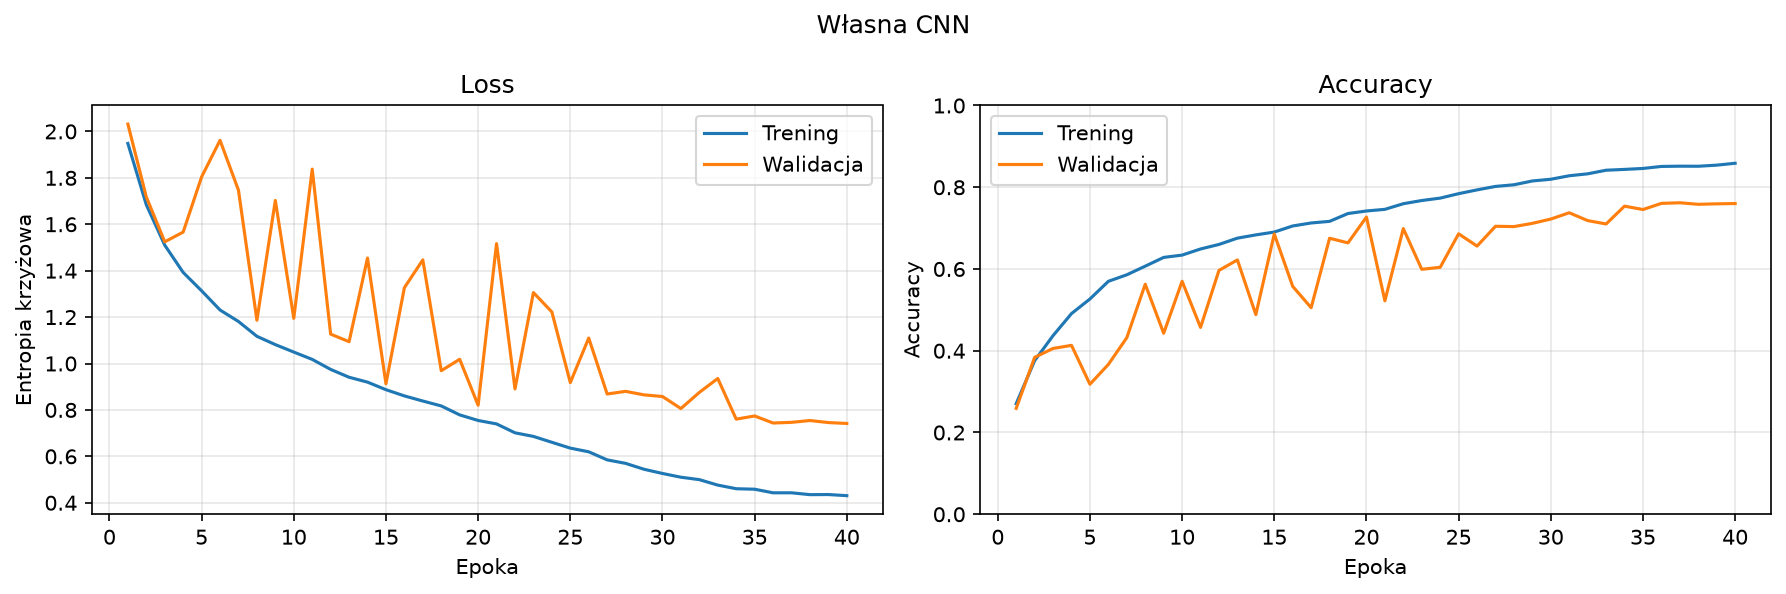 Własna CNN
Loss
Entropia krzyżowa
2.0
1.8
1.6
1.4
1.2
1.0
0.8
0.6
0.4
Trening
Walidacja
0 5 10 15 20 25 30 35 40
Epoka
Accuracy
Accuracy
1.0
0.8
0.6
0.4
0.2
0.0
Trening
Walidacja
0 5 10 15 20 25 30 35 40
Epoka